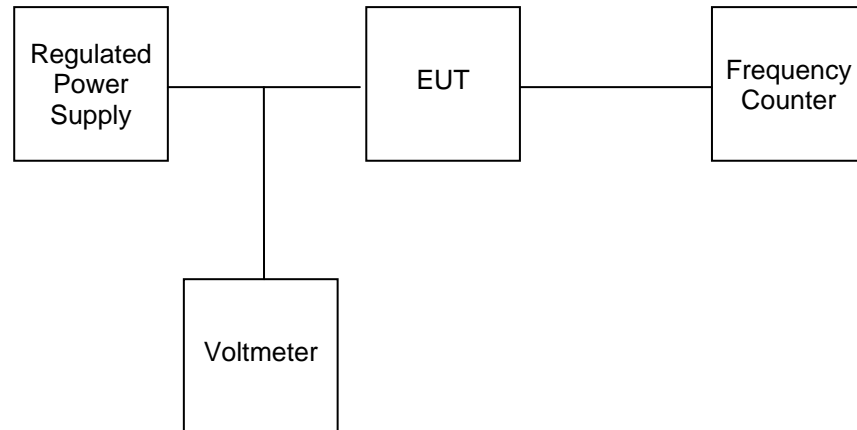 Regulated
Power
Supply
EUT
Frequency
Counter
Voltmeter